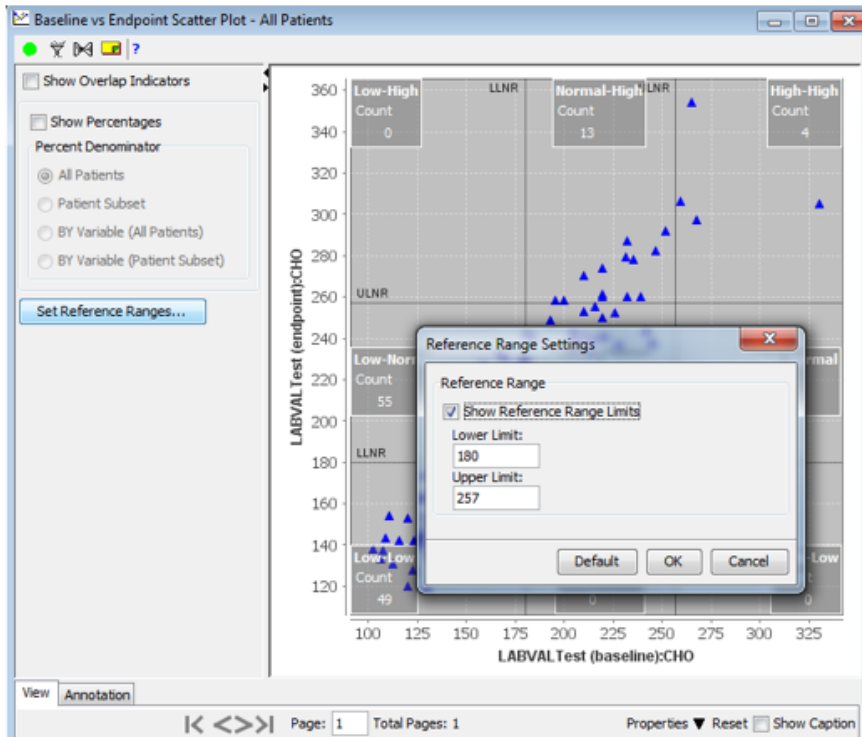 Baseline vs Endpoint Scatter Plot - All Patients
?
Show Overlap Indicators
Show Percentages
Percent Denominator
All Patients
Patient Subset
BY Variable (All Patients)
BY Variable (Patient Subset)
Set Reference Ranges...
LABVALTest (endpoint):CHO
360
340
320
300
280
260
240
220
200
180
160
140
120
Low-High
Count
0
LLNR
Normal-High
Count
13
ULNR
High-High
Count
4
ULNR
Count
55
LLNR
Low-Low
Count
49
0
0
Reference Range Settings
Reference Range
Show Reference Range Limits
Lower Limit:
180
Upper Limit:
257
Default
OK
Cancel
100 125 150 175 200 225 250 275 300 325
LABVALTest (baseline):CHO
View
Annotation
Page: 1 Total Pages: 1
Properties
Reset
Show Caption